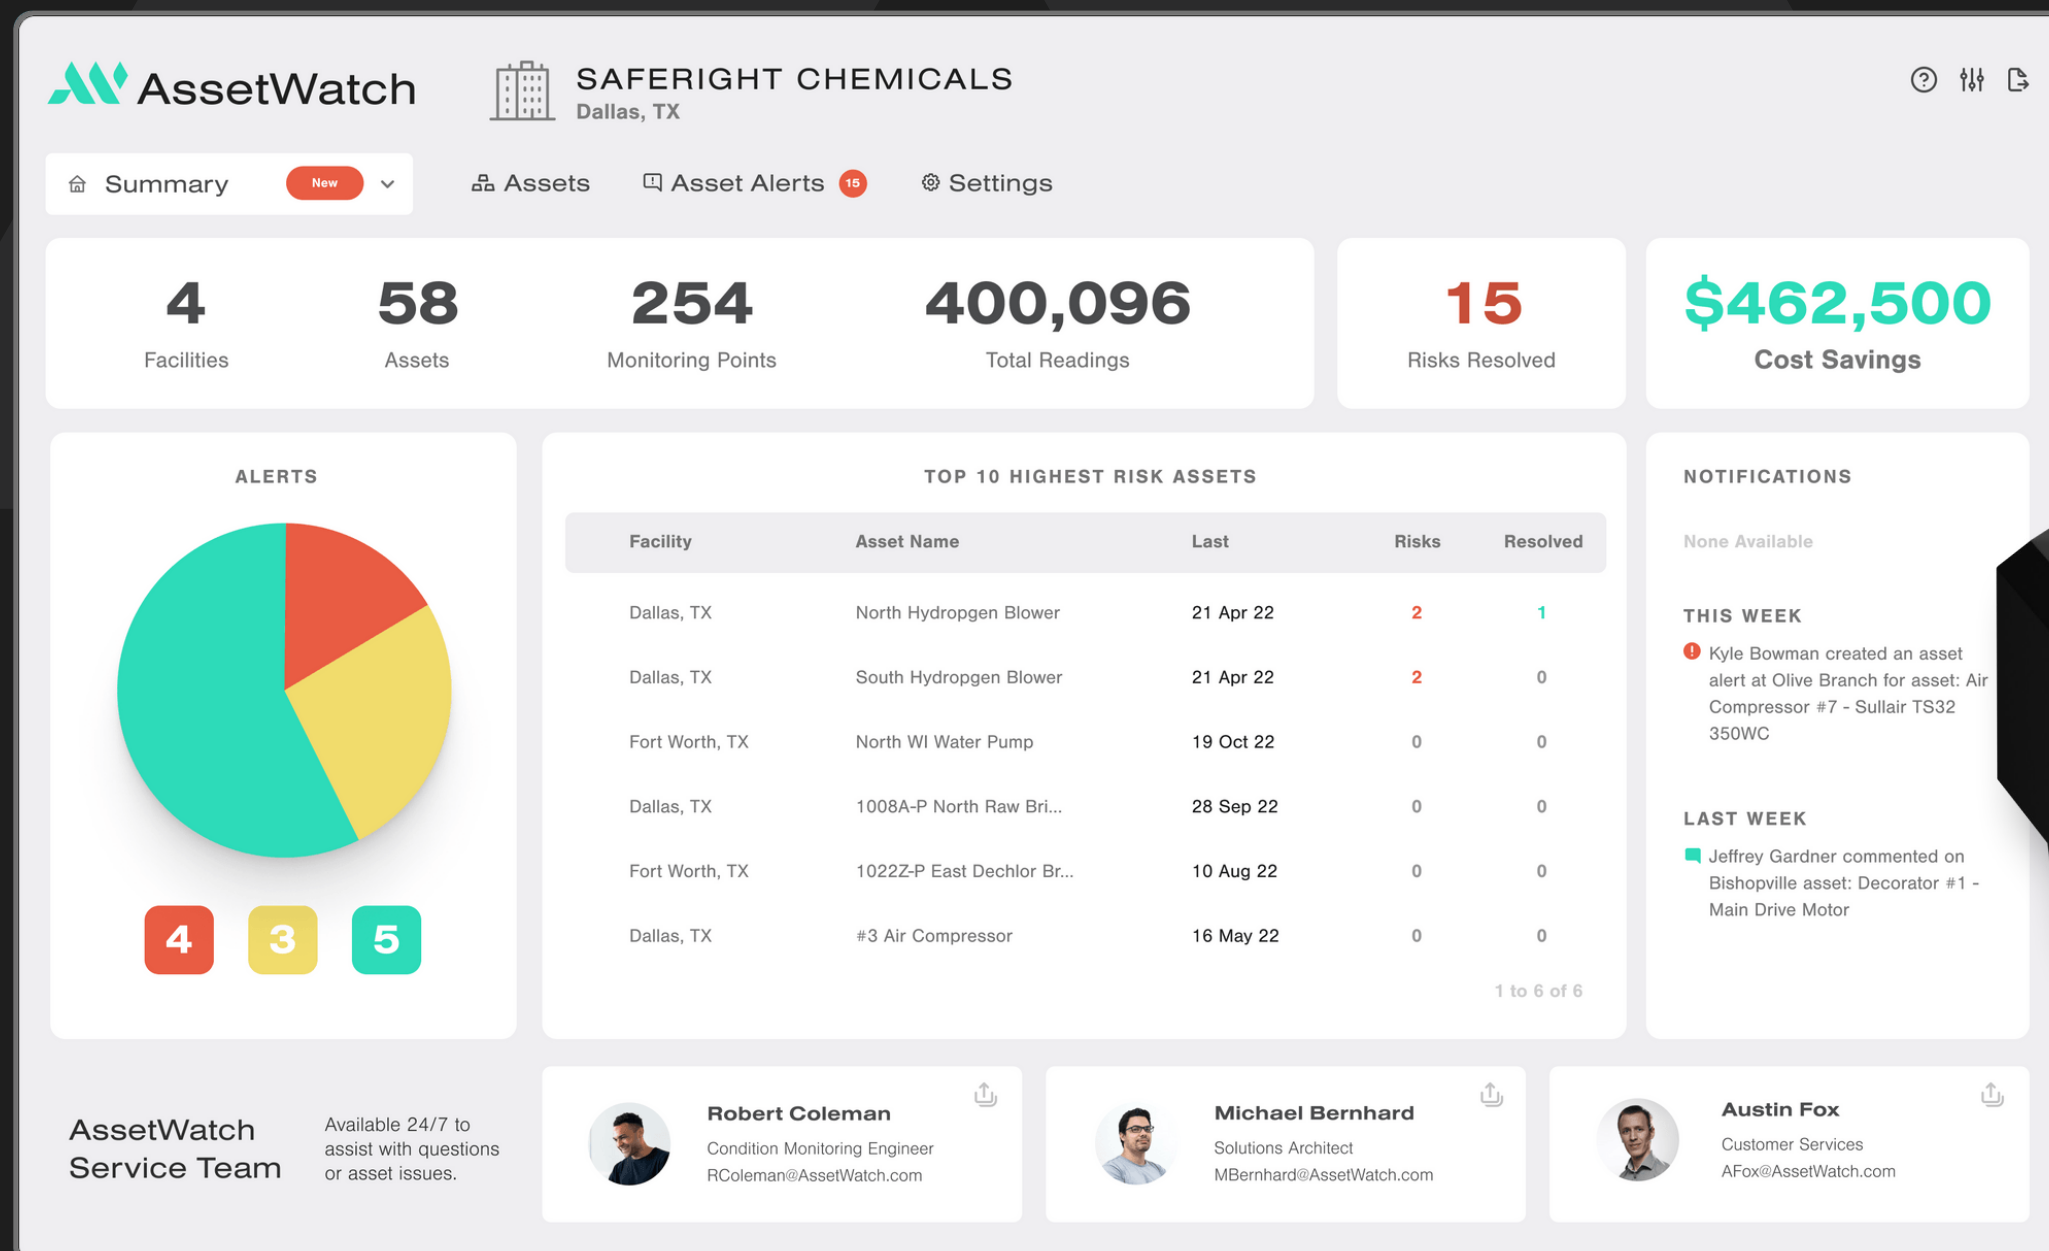 AssetWatch
SAFERIGHT CHEMICALS
Dallas, TX
Summary New
Assets
Asset Alerts 15
Settings
4
Facilities
58
Assets
254
Monitoring Points
400,096
Total Readings
15
Risks Resolved
$462,500
Cost Savings
ALERTS
4 3 5
TOP 10 HIGHEST RISK ASSETS
Facility Asset Name Last Risks Resolved
Dallas, TX North Hydropgen Blower 21 Apr 22 2 1
Dallas, TX South Hydropgen Blower 21 Apr 22 2 0
Fort Worth, TX North WI Water Pump 19 Oct 22 0 0
Dallas, TX 1008A-P North Raw Bri... 28 Sep 22 0 0
Fort Worth, TX 1022Z-P East Dechlor Br... 10 Aug 22 0 0
Dallas, TX #3 Air Compressor 16 May 22 0 0
1 to 6 of 6
NOTIFICATIONS
None Available
THIS WEEK
Kyle Bowman created an asset
alert at Olive Branch for asset: Air
Compressor #7 - Sullair TS32
350WC
LAST WEEK
Jeffrey Gardner commented on
Bishopville asset: Decorator #1 -
Main Drive Motor
AssetWatch
Service Team
Available 24/7 to
assist with questions
or asset issues.
Robert Coleman
Condition Monitoring Engineer
RColeman@AssetWatch.com
Michael Bernhard
Solutions Architect
MBernhard@AssetWatch.com
Austin Fox
Customer Services
AFox@AssetWatch.com